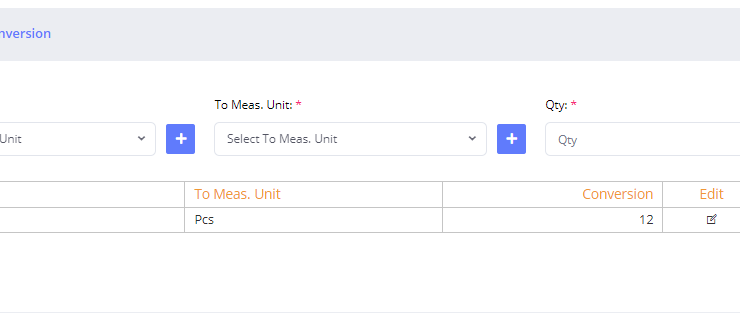 nversion
To Meas. Unit: *
Qty: *
Unit
Select To Meas. Unit
Qty
To Meas. Unit
Conversion
Edit
Pcs
12